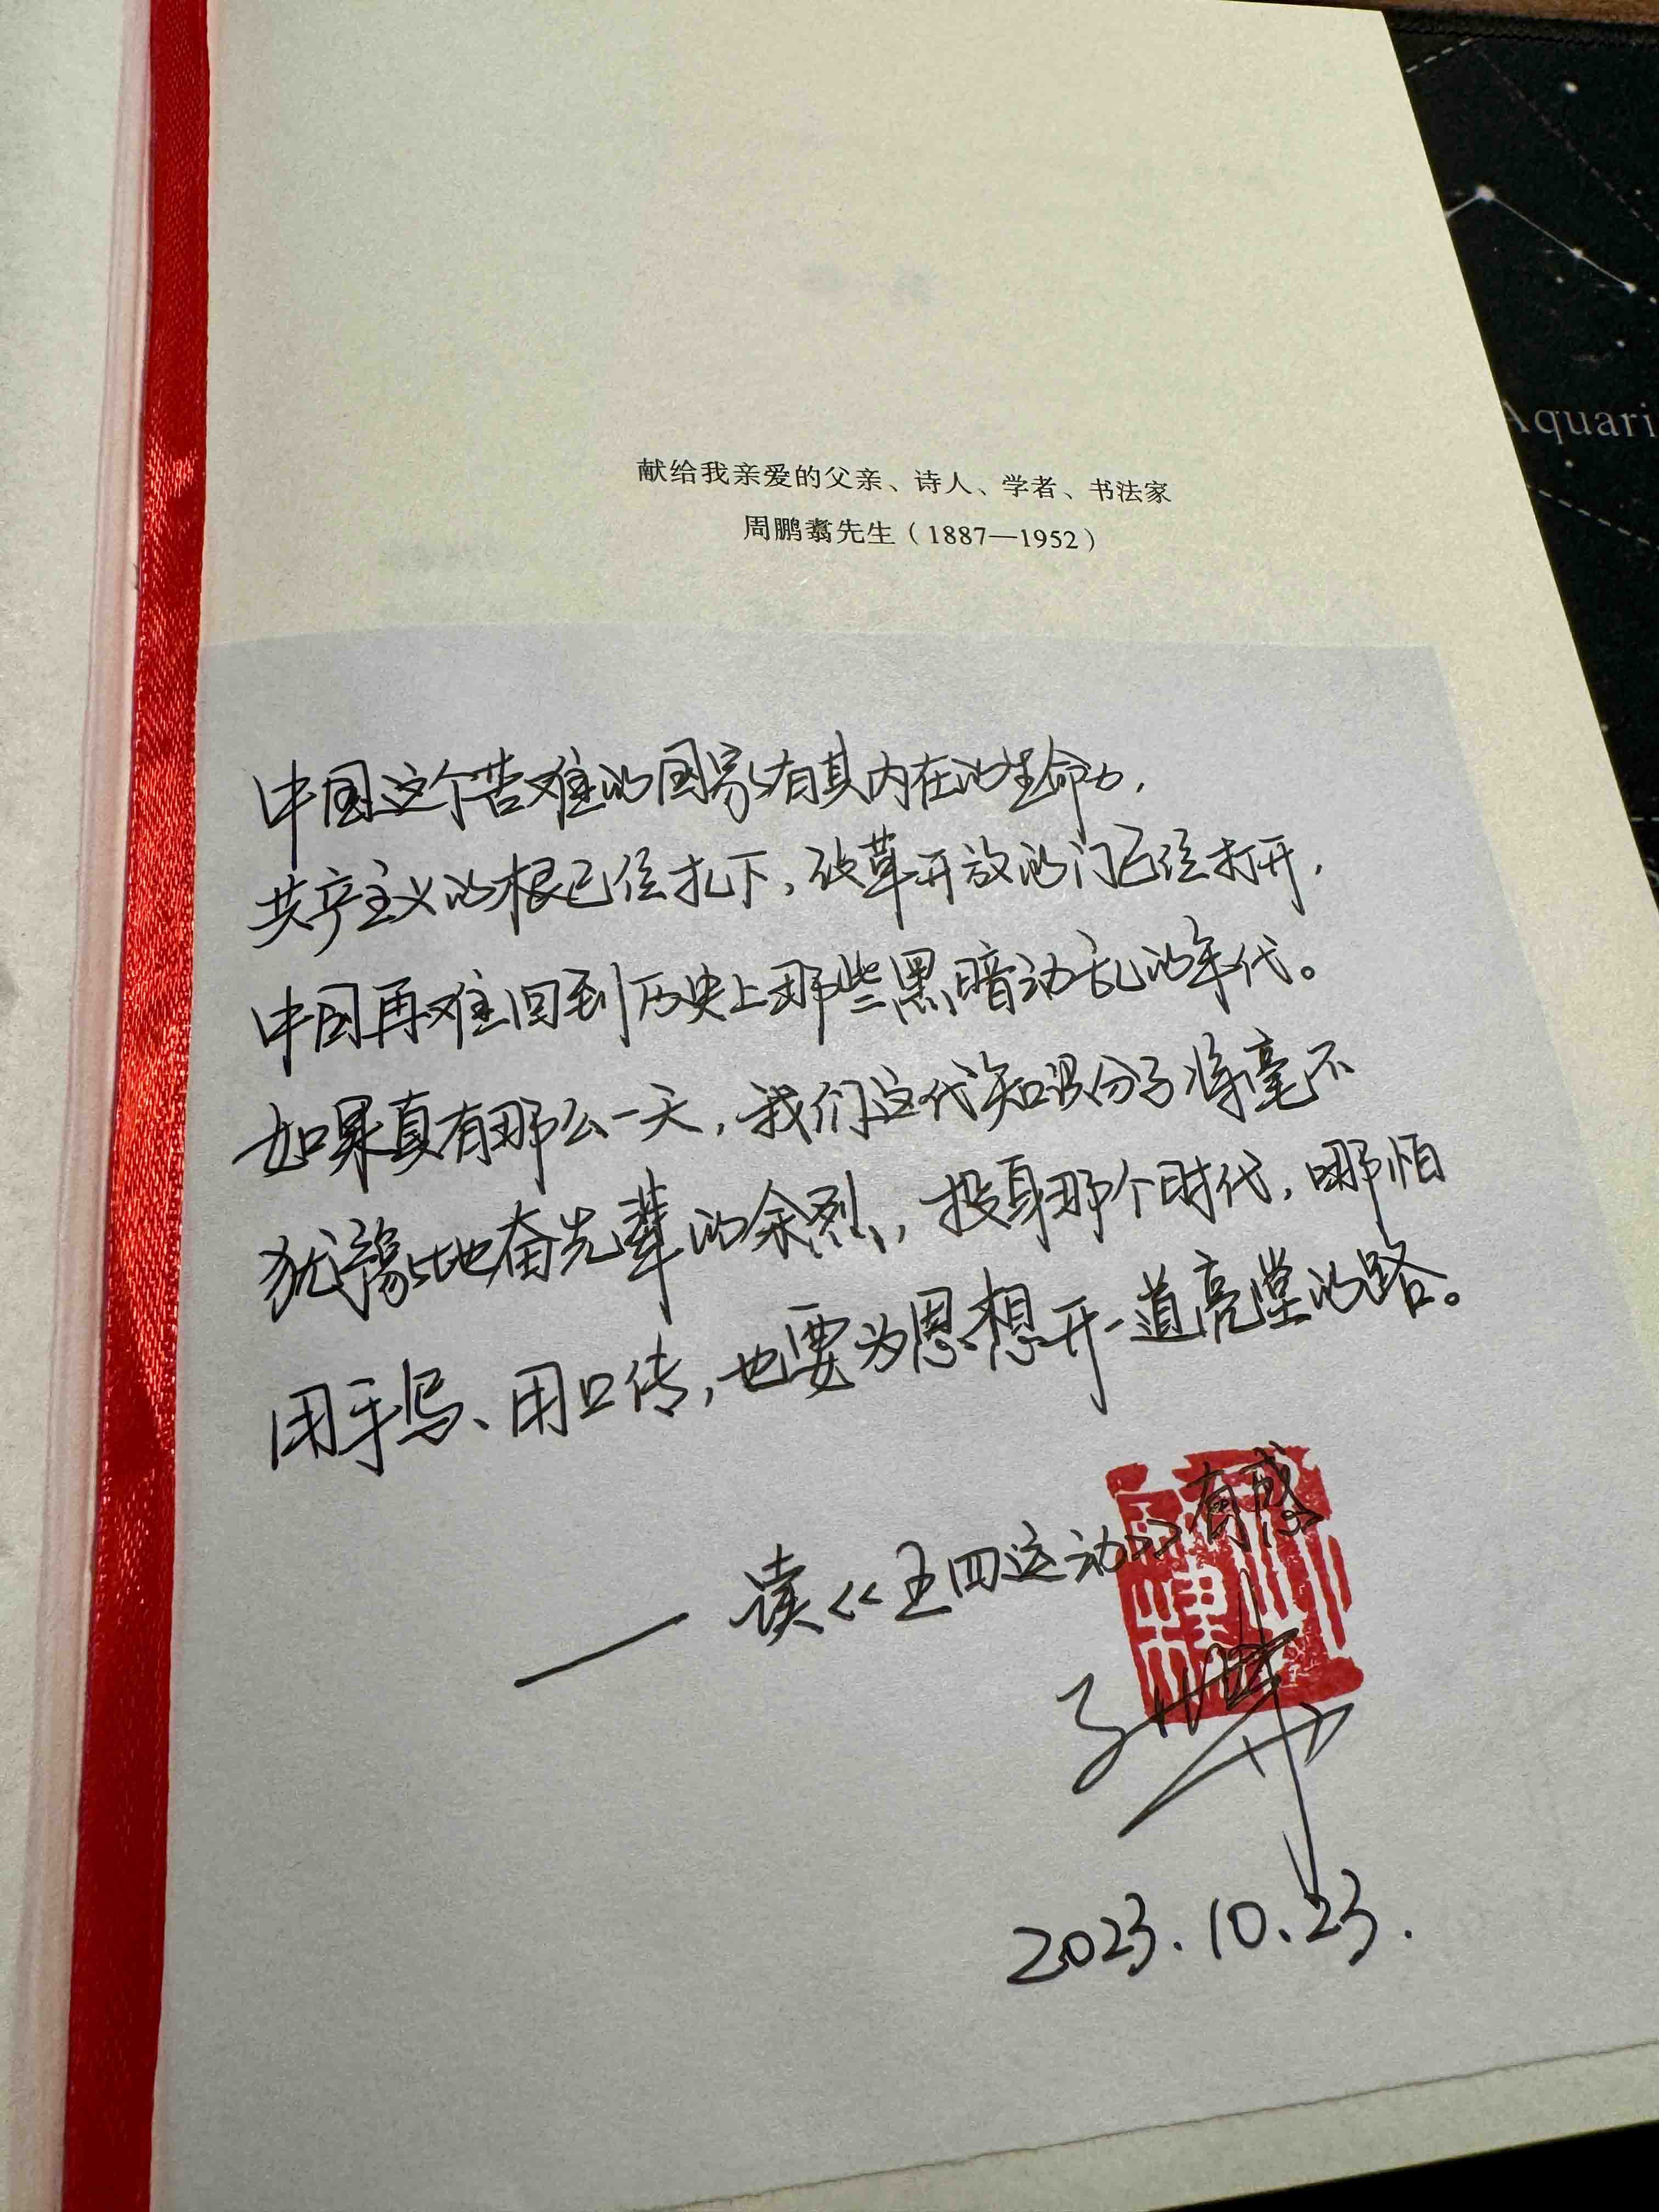 献给我亲爱的父亲、诗人、学者、书法家
周鹏翥先生（1887—1952）
Aquari
中国这个苦难的国家有其内在的生命力，
共产主义的根已经扎下，改革开放的门已经打开，
中国再难回到历史上那些黑暗动乱的年代。
如果真有那么一天，我们这代知识分子将毫不
犹豫地奋先辈的余烈，投身那个时代，哪怕
用手写、用口传，也要为思想开一道亮堂的路。
——读《五四运动》有感
2023.10.23.